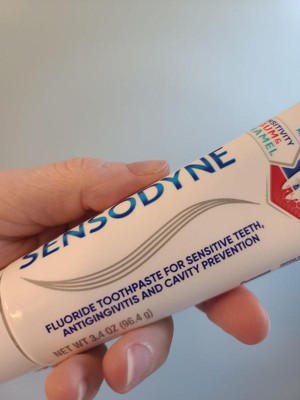 SENSODYNE
FLUORIDE TOOTHPASTE FOR SENSITIVE TEETH,
ANTIGINGIVITIS AND CAVITY PREVENTION
NET WT 3.4 OZ (96.4 g)